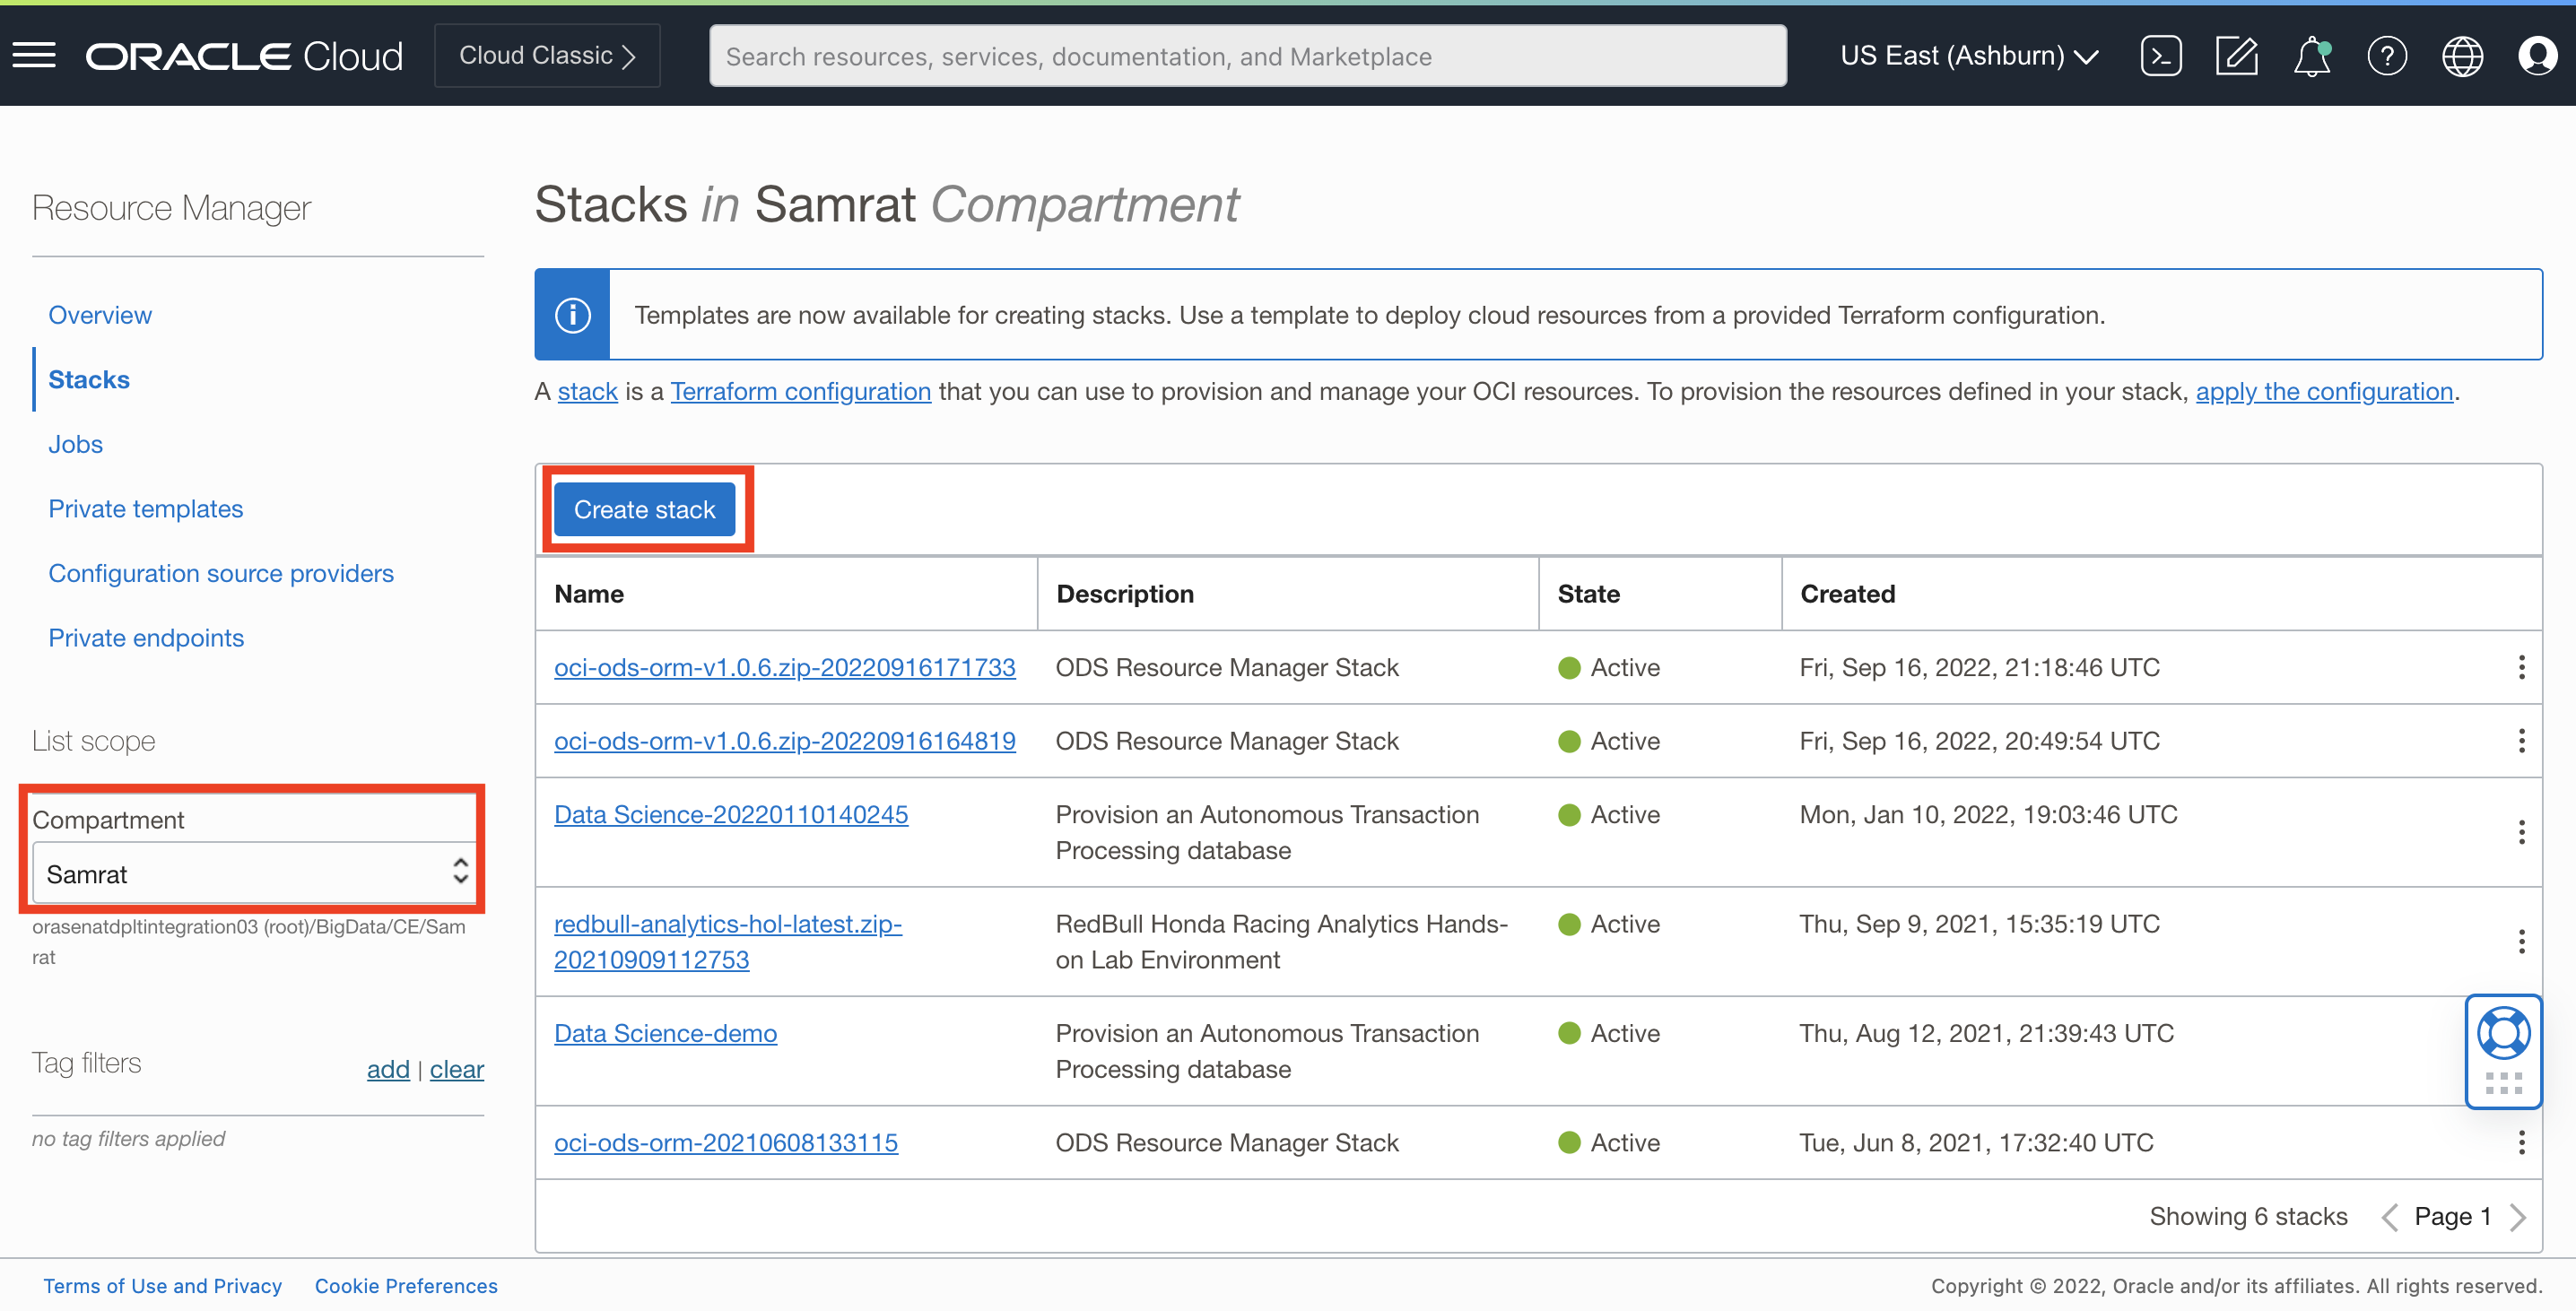 ORACLE Cloud
Cloud Classic
Search resources, services, documentation, and Marketplace
US East (Ashburn)
Resource Manager
Overview
Stacks
Jobs
Private templates
Configuration source providers
Private endpoints
List scope
Compartment
Samrat
orasenatdpltintegration03 (root)/BigData/CE/Sam
rat
Tag filters
add | clear
no tag filters applied
Stacks in Samrat Compartment
Templates are now available for creating stacks. Use a template to deploy cloud resources from a provided Terraform configuration.
A stack is a Terraform configuration that you can use to provision and manage your OCI resources. To provision the resources defined in your stack, apply the configuration.
Create stack
Name Description State Created
oci-ods-orm-v1.0.6.zip-20220916171733 ODS Resource Manager Stack Active Fri, Sep 16, 2022, 21:18:46 UTC
oci-ods-orm-v1.0.6.zip-20220916164819 ODS Resource Manager Stack Active Fri, Sep 16, 2022, 20:49:54 UTC
Data Science-20220110140245 Provision an Autonomous Transaction Active Mon, Jan 10, 2022, 19:03:46 UTC
Processing database
redbull-analytics-hol-latest.zip- RedBull Honda Racing Analytics Hands- Active Thu, Sep 9, 2021, 15:35:19 UTC
20210909112753 on Lab Environment
Data Science-demo Provision an Autonomous Transaction Active Thu, Aug 12, 2021, 21:39:43 UTC
Processing database
oci-ods-orm-20210608133115 ODS Resource Manager Stack Active Tue, Jun 8, 2021, 17:32:40 UTC
Showing 6 stacks Page 1
Terms of Use and Privacy Cookie Preferences
Copyright © 2022, Oracle and/or its affiliates. All rights reserved.